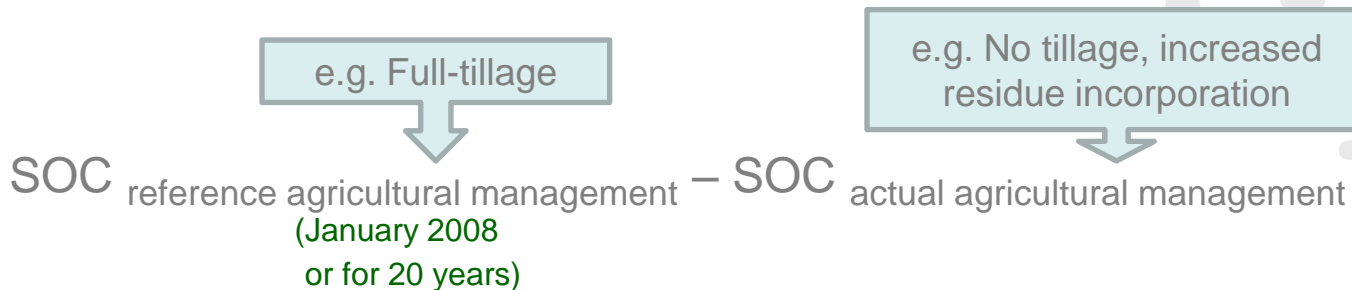 e.g. Full-tillage
e.g. No tillage, increased
residue incorporation
SOC reference agricultural management – SOC actual agricultural management
(January 2008
or for 20 years)